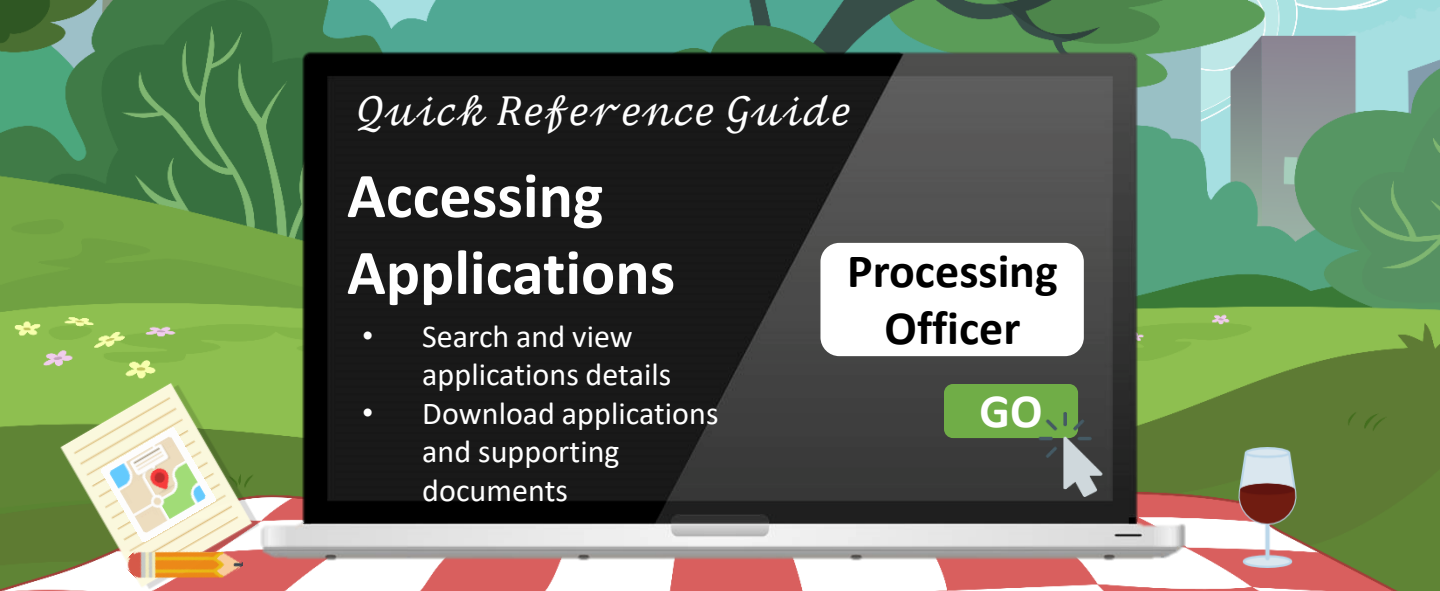 Quick Reference Guide
Accessing
Applications
• Search and view
applications details
• Download applications
and supporting
documents
Processing
Officer
GO